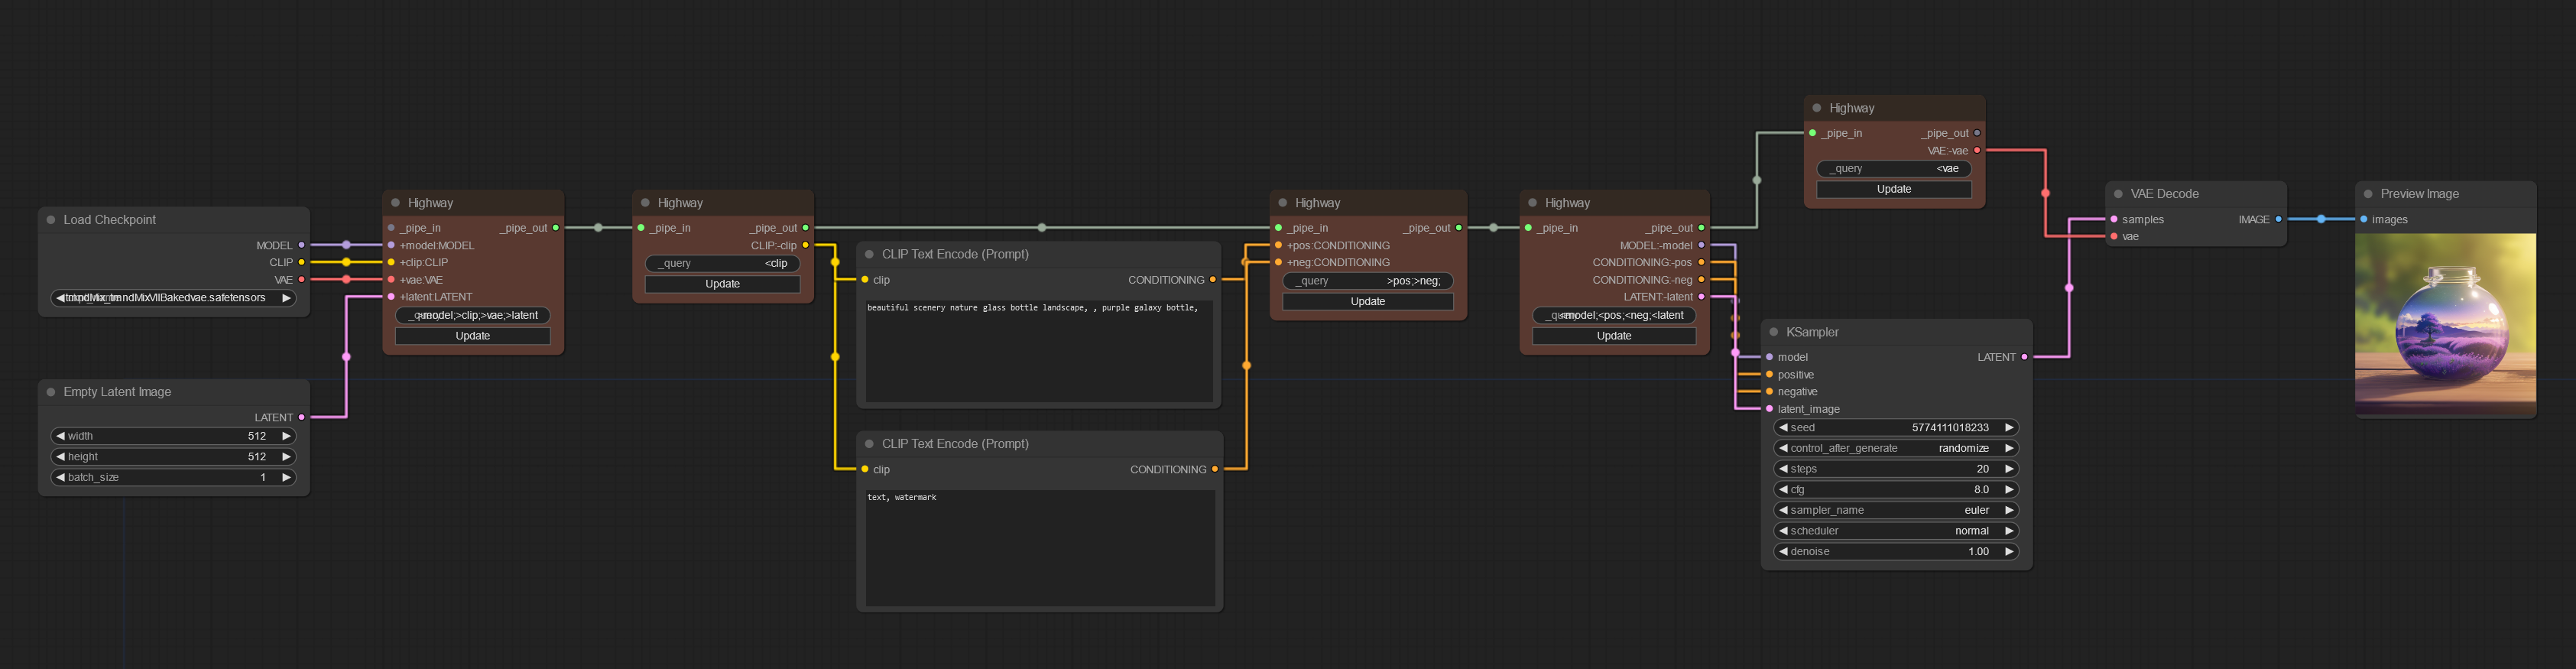 Load Checkpoint
MODEL
CLIP
VAE
Empty Latent Image
LATENT
width 512
height 512
batch_size 1
Highway
_pipe_in _pipe_out
+model:MODEL
+clip:CLIP
+vae:VAE
+latent:LATENT
>model;>clip;>vae;>latent
Update
Highway
_pipe_in _pipe_out
CLIP:-clip
_query <clip
Update
CLIP Text Encode (Prompt)
clip CONDITIONING
beautiful scenery nature glass bottle landscape, , purple galaxy bottle,
CLIP Text Encode (Prompt)
clip CONDITIONING
text, watermark
Highway
_pipe_in _pipe_out
+pos:CONDITIONING
+neg:CONDITIONING
_query >pos;>neg;
Update
Highway
_pipe_in _pipe_out
MODEL:-model
CONDITIONING:-pos
CONDITIONING:-neg
LATENT:-latent
<model;<pos;<neg;<latent
Update
Highway
_pipe_in _pipe_out
VAE:-vae
_query <vae
Update
KSampler
model LATENT
positive
negative
latent_image
seed 5774111018233
control_after_generate randomize
steps 20
cfg 8.0
sampler_name euler
scheduler normal
denoise 1.00
VAE Decode
samples IMAGE
vae
Preview Image
images